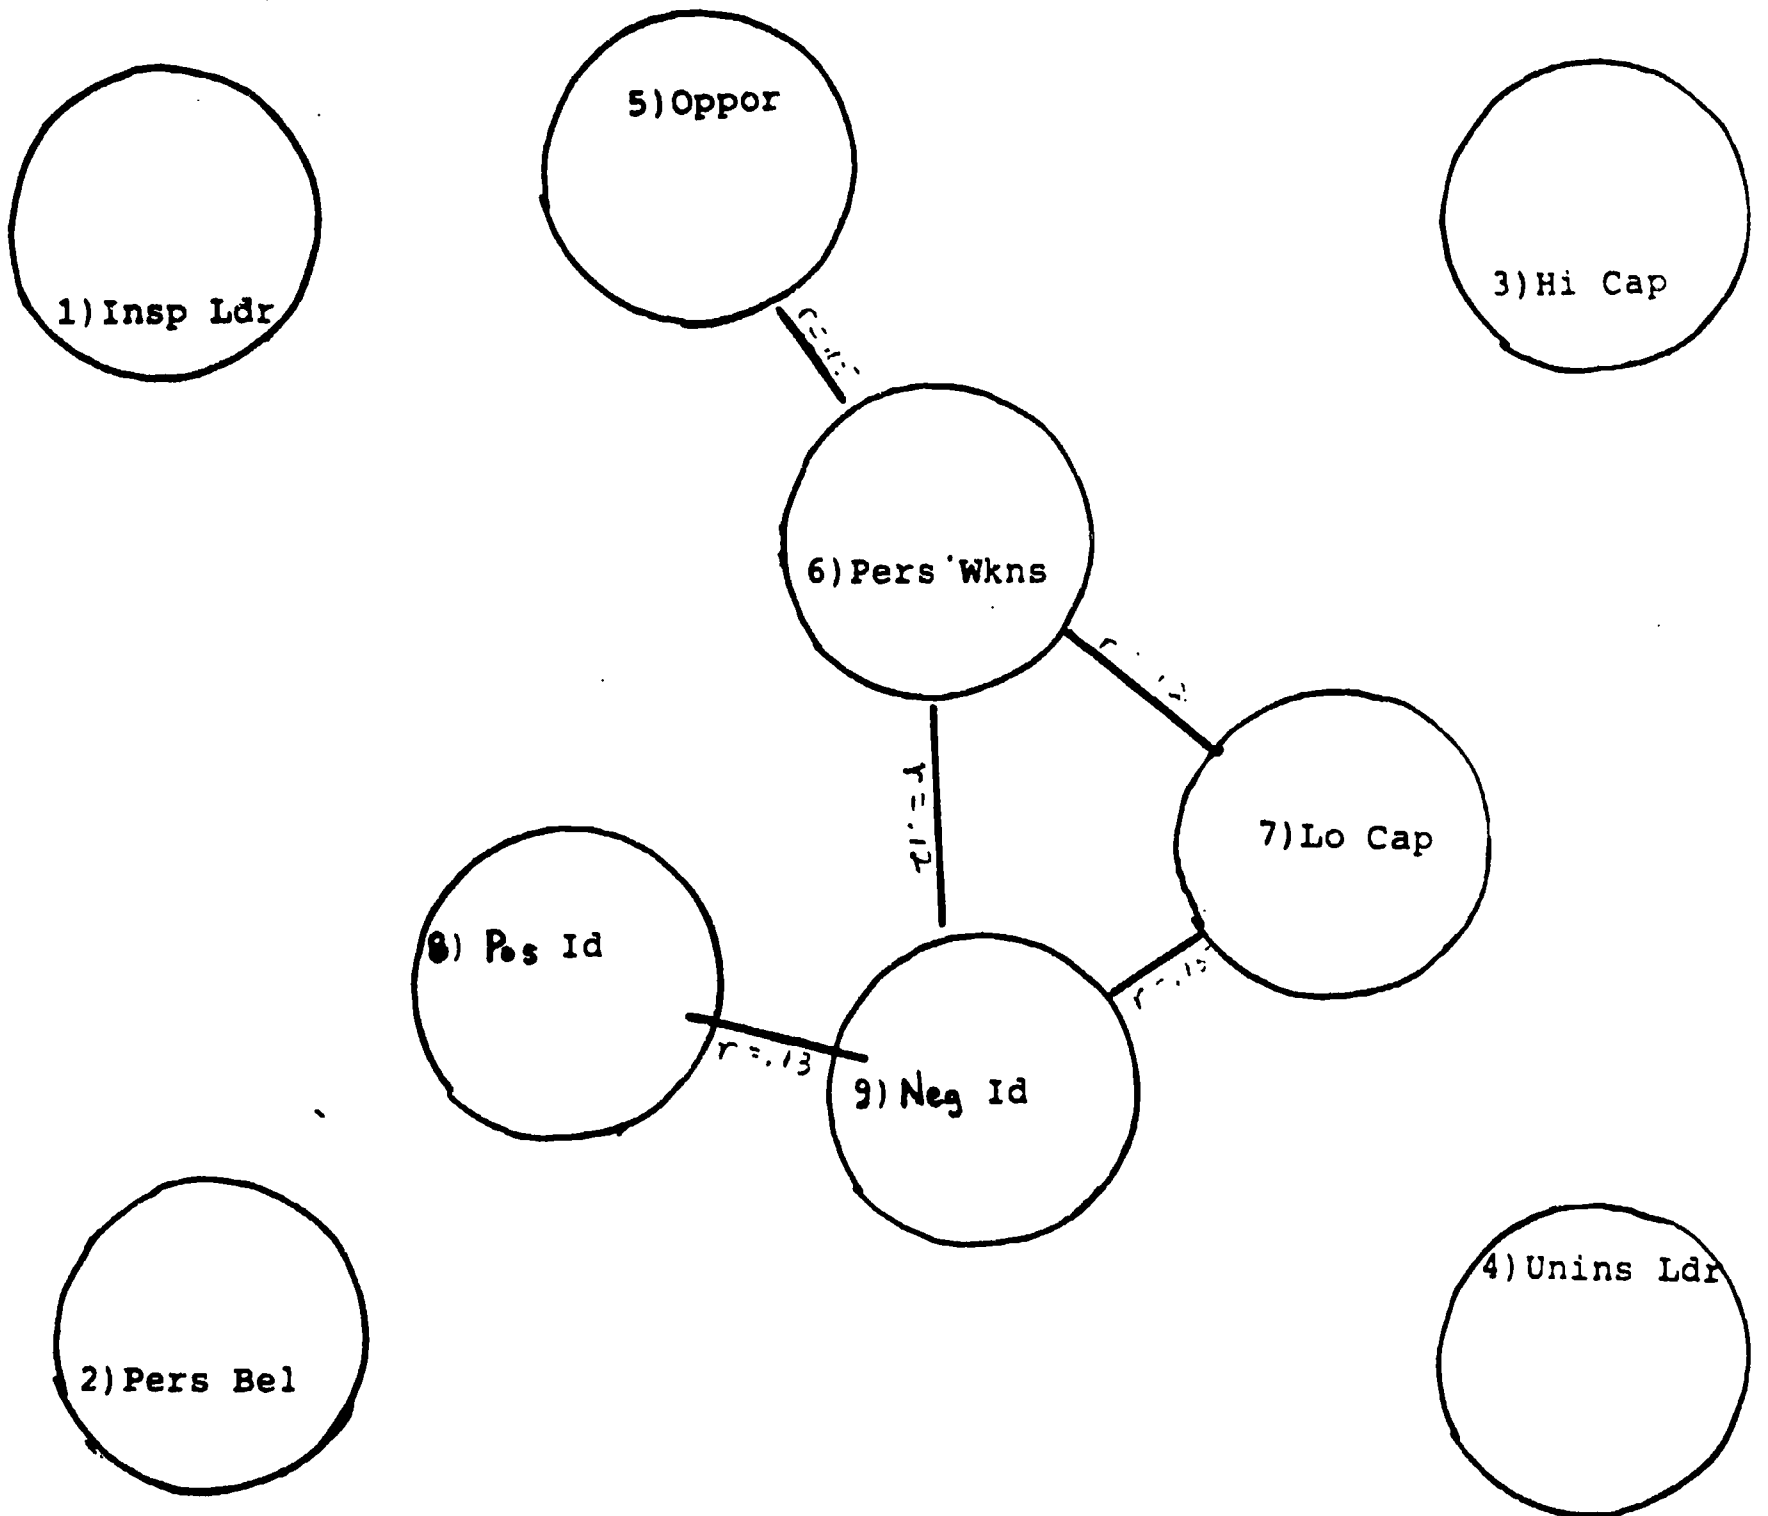 5)Oppor
1)Insp Ldr
3)Hi Cap
6)Pers Wkns
r=.12
7)Lo Cap
8) Pos Id
r=.13
9) Neg Id
4)Unins Ldr
2)Pers Bel